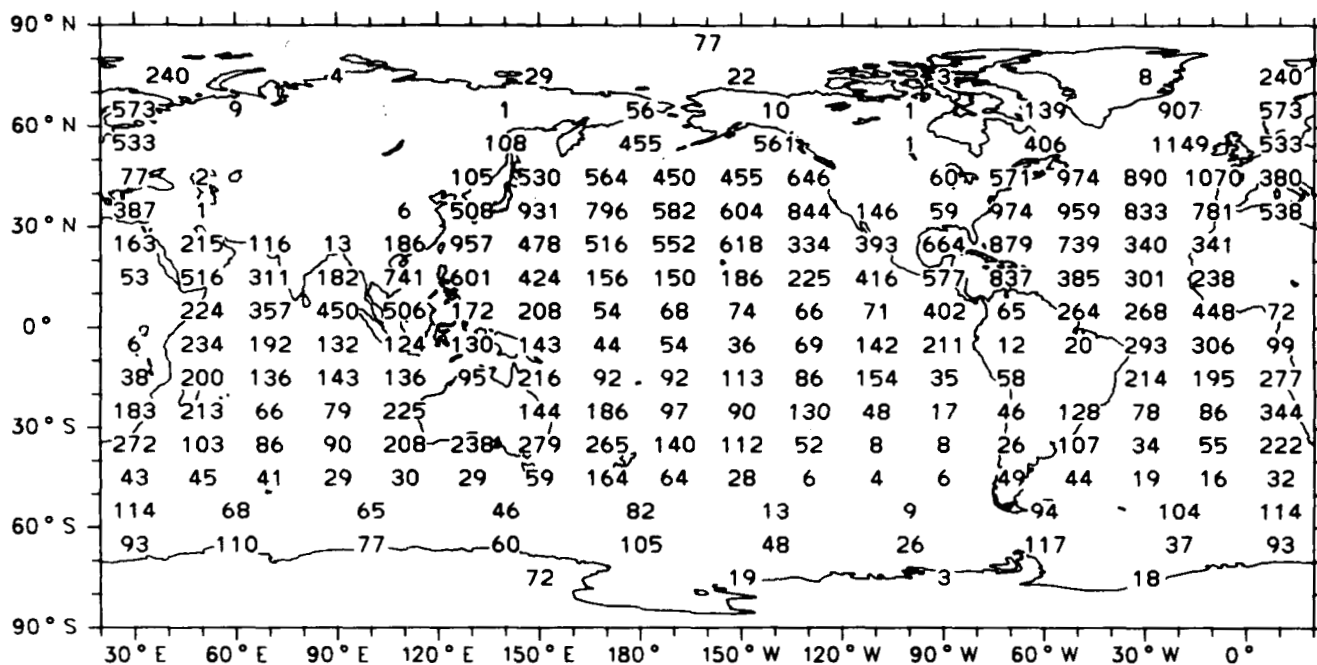 90° N
77
240 4 29 22 3 8 240
573 9 1 56 10 1 139 907 573
60° N
533 108 455 561 1 406 1149 533
77 2 105 530 564 450 455 646 60 571 974 890 1070 380
387 1 6 508 931 796 582 604 844 146 59 974 959 833 781 538
30° N
163 215 116 13 186 957 478 516 552 618 334 393 664 879 739 340 341
53 516 311 182 741 601 424 156 150 186 225 416 577 837 385 301 238
224 357 450 506 172 208 54 68 74 66 71 402 65 264 268 448 72
0°
6 234 192 132 124 130 143 44 54 36 69 142 211 12 20 293 306 99
38 200 136 143 136 95 216 92 92 113 86 154 35 58 214 195 277
183 213 66 79 225 144 186 97 90 130 48 17 46 128 78 86 344
30° S
272 103 86 90 208 238 279 265 140 112 52 8 8 26 107 34 55 222
43 45 41 29 30 29 59 164 64 28 6 4 6 49 44 19 16 32
114 68 65 46 82 13 9 94 104 114
60° S
93 110 77 60 105 48 26 117 37 93
72 19 3 18
90° S
30° E 60° E 90° E 120° E 150° E 180° 150° W 120° W 90° W 60° W 30° W 0°